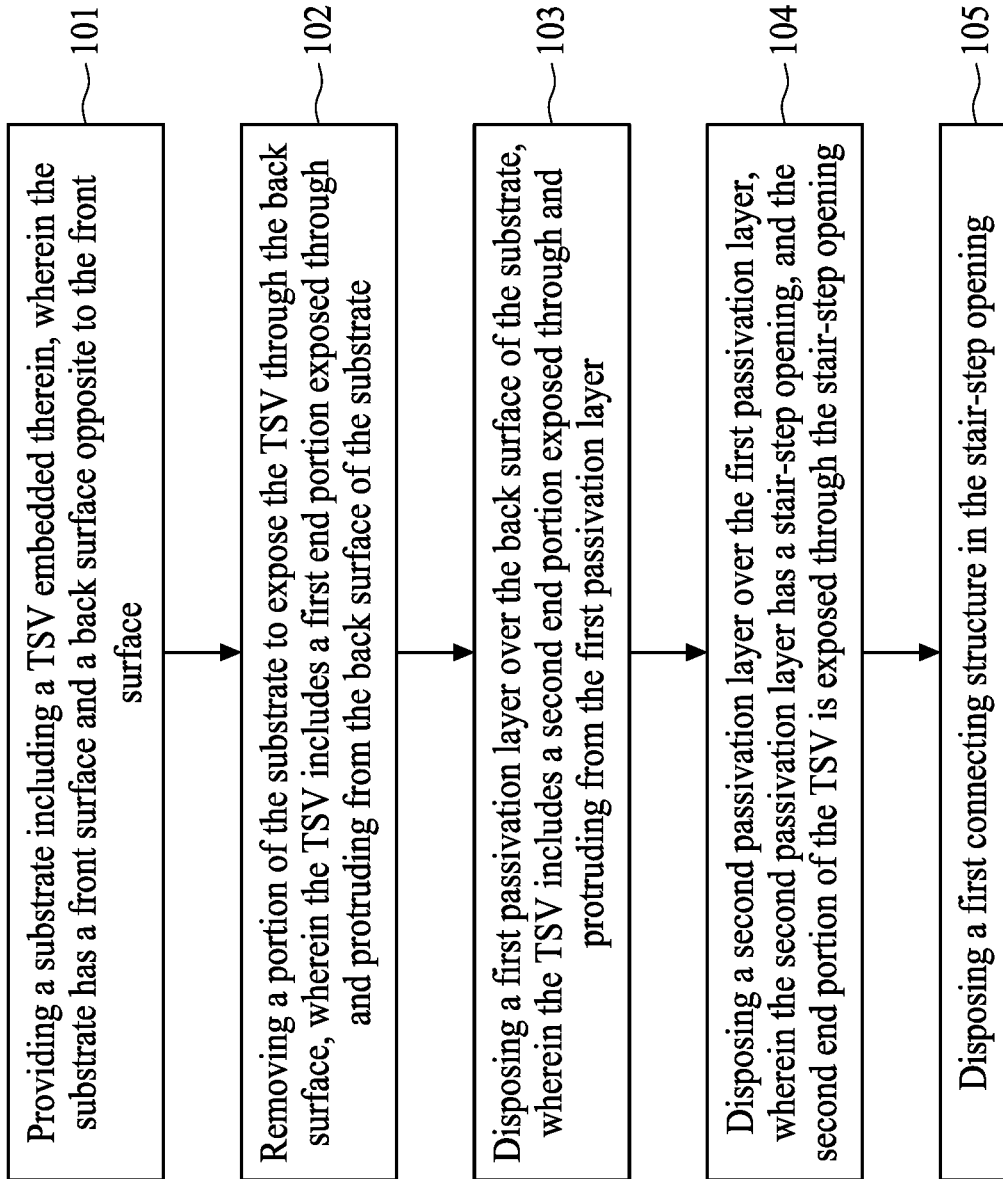 Providing a substrate including a TSV embedded therein, wherein the
substrate has a front surface and a back surface opposite to the front
surface
101
Removing a portion of the substrate to expose the TSV through the back
surface, wherein the TSV includes a first end portion exposed through
and protruding from the back surface of the substrate
102
Disposing a first passivation layer over the back surface of the substrate,
wherein the TSV includes a second end portion exposed through and
protruding from the first passivation layer
103
Disposing a second passivation layer over the first passivation layer,
wherein the second passivation layer has a stair-step opening, and the
second end portion of the TSV is exposed through the stair-step opening
104
Disposing a first connecting structure in the stair-step opening
105